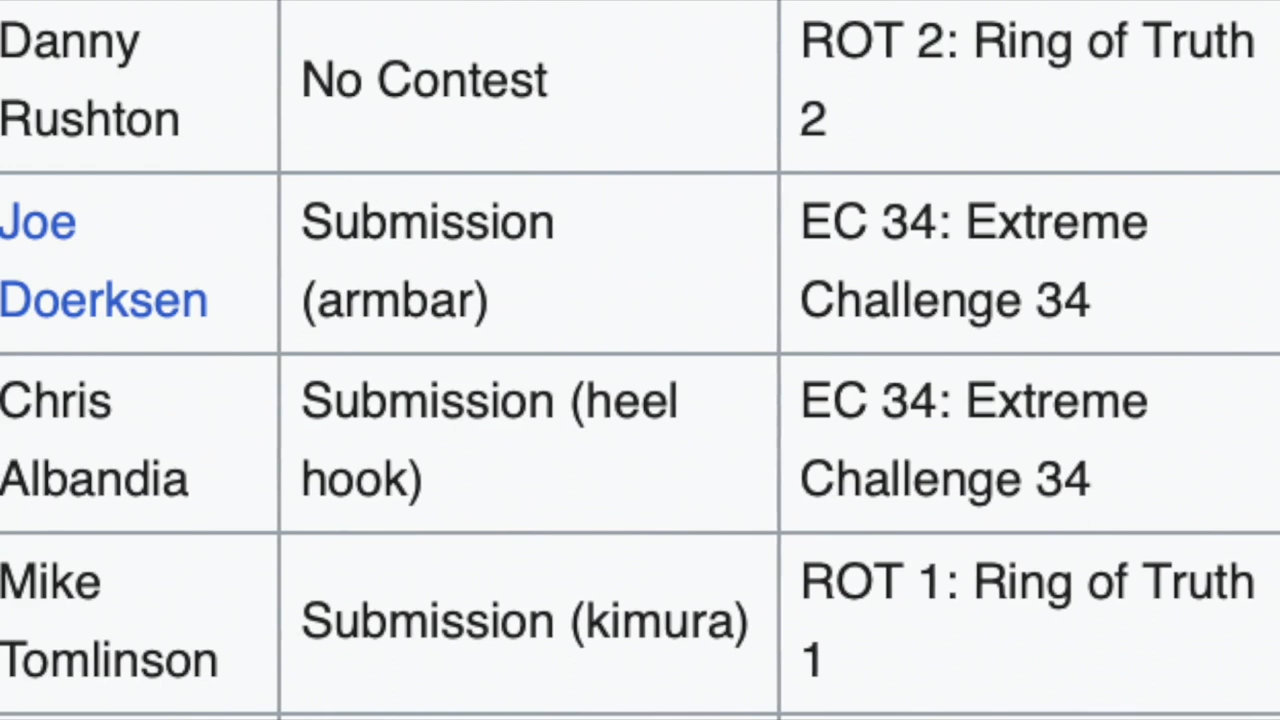 Danny
Rushton
No Contest
ROT 2: Ring of Truth
2
Joe
Doerksen
Submission
(armbar)
EC 34: Extreme
Challenge 34
Chris
Albandia
Submission (heel
hook)
EC 34: Extreme
Challenge 34
Mike
Tomlinson
Submission (kimura)
ROT 1: Ring of Truth
1